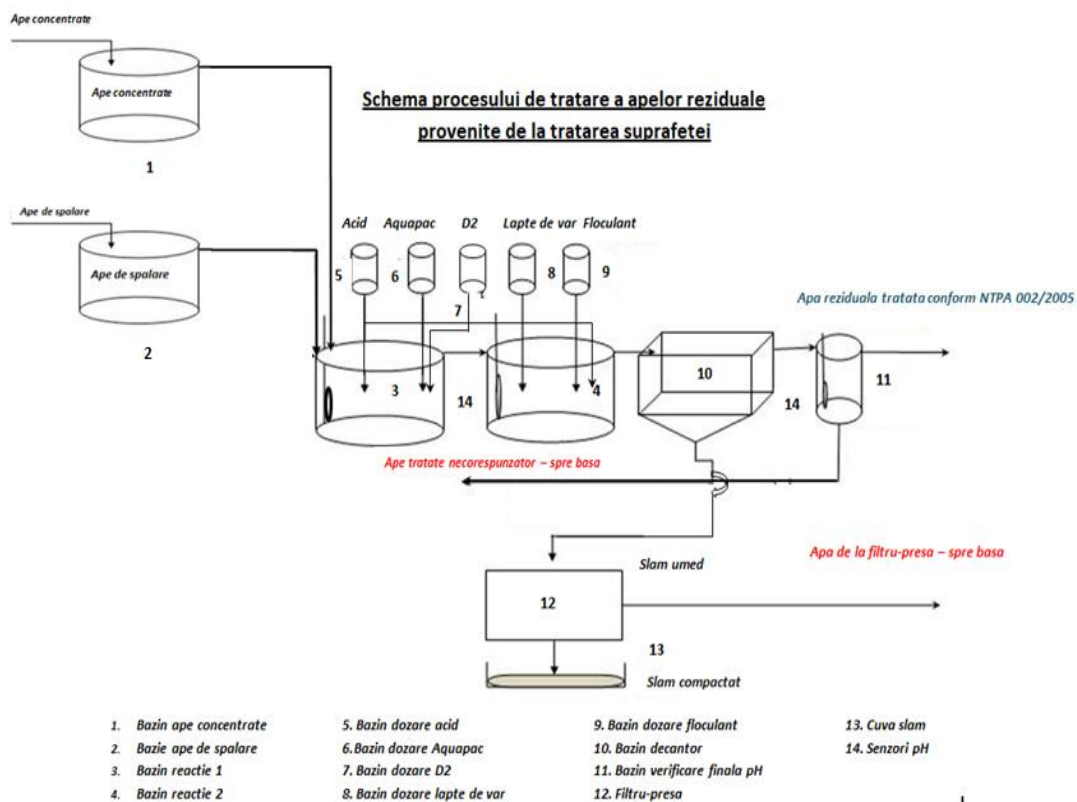 Ape concentrate
Ape concentrate
Schema procesului de tratare a apelor reziduale
provenite de la tratarea suprafetei
1
Ape de spalare
Acid Aquapac D2 Lapte de var Floculant
Ape de spalare
5 6 8 9
7
Apa reziduala tratata conform NTPA 002/2005
2
3 14 4 10 14 11
Ape tratate necorespunzator – spre basa
Apa de la filtru-presa – spre basa
Slam umed
12
13
Slam compactat
1. Bazin ape concentrate
2. Bazie ape de spalare
3. Bazin reactie 1
4. Bazin reactie 2
5. Bazin dozare acid
6.Bazin dozare Aquapac
7. Bazin dozare D2
8. Bazin dozare lapte de var
9. Bazin dozare floculant
10. Bazin decantor
11. Bazin verificare finala pH
12. Filtru-presa
13. Cuva slam
14. Senzori pH